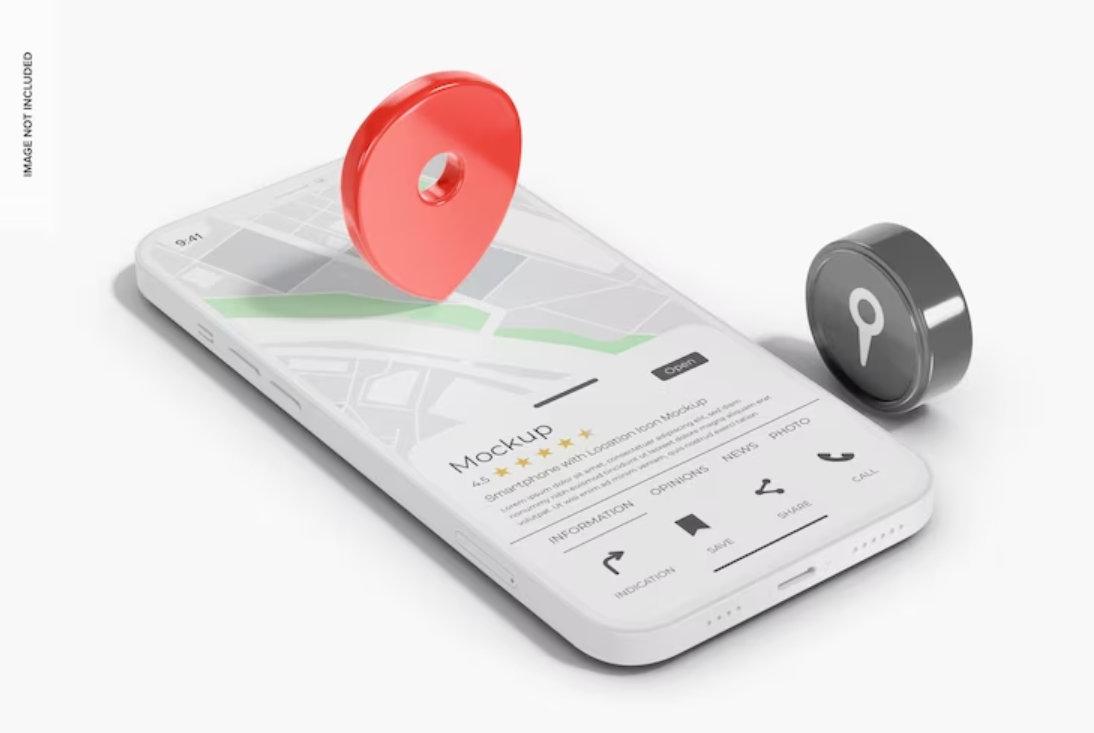 IMAGE NOT INCLUDED
9:41
Open
Mockup
4.5
Smartphone with Location Icon Mockup
Lorem ipsum dolor sit amet, consectetuer adipiscing elit, sed diam
nonummy nibh euismod tincidunt ut laoreet dolore magna aliquam erat
volutpat. Ut wisi enim ad minim veniam, quis nostrud exerci tation
INFORMATION OPINIONS NEWS PHOTO
INDICATION SAVE SHARE CALL